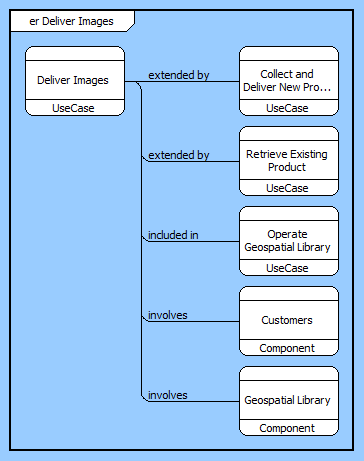 er Deliver Images
Deliver Images
UseCase
extended by
Collect and
Deliver New Pro...
UseCase
extended by
Retrieve Existing
Product
UseCase
included in
Operate
Geospatial Library
UseCase
involves
Customers
Component
involves
Geospatial Library
Component